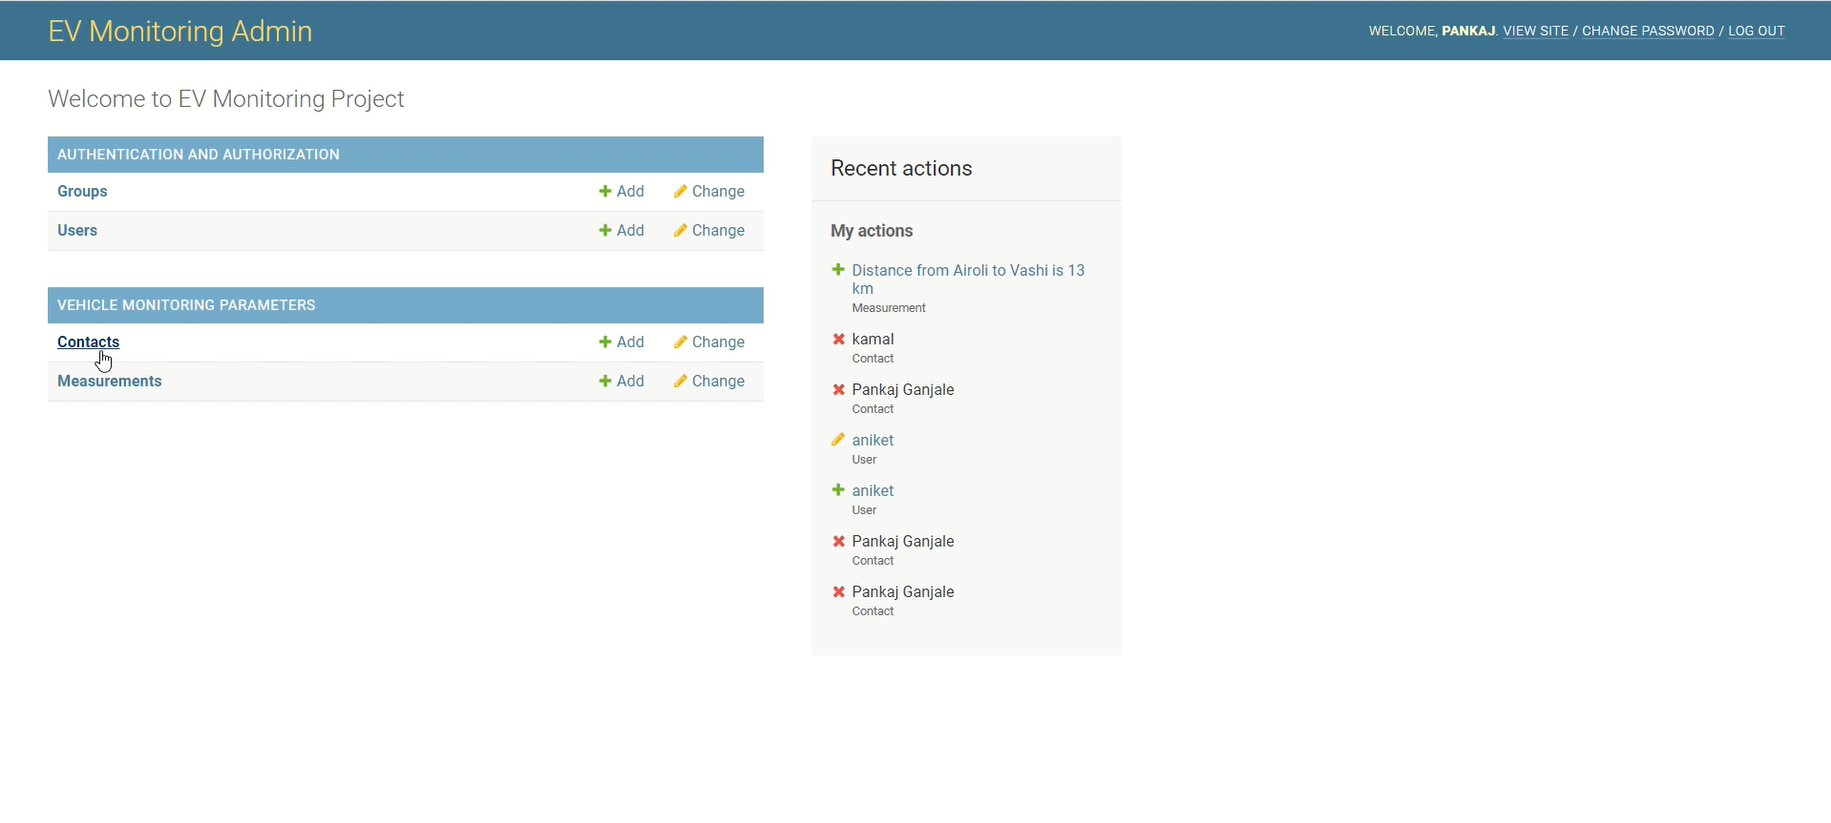 EV Monitoring Admin
WELCOME, PANKAJ. VIEW SITE / CHANGE PASSWORD / LOG OUT
Welcome to EV Monitoring Project
AUTHENTICATION AND AUTHORIZATION
Groups Add Change
Users Add Change
VEHICLE MONITORING PARAMETERS
Contacts Add Change
Measurements Add Change
Recent actions
My actions
Distance from Airoli to Vashi is 13
km
Measurement
kamal
Contact
Pankaj Ganjale
Contact
aniket
User
aniket
User
Pankaj Ganjale
Contact
Pankaj Ganjale
Contact